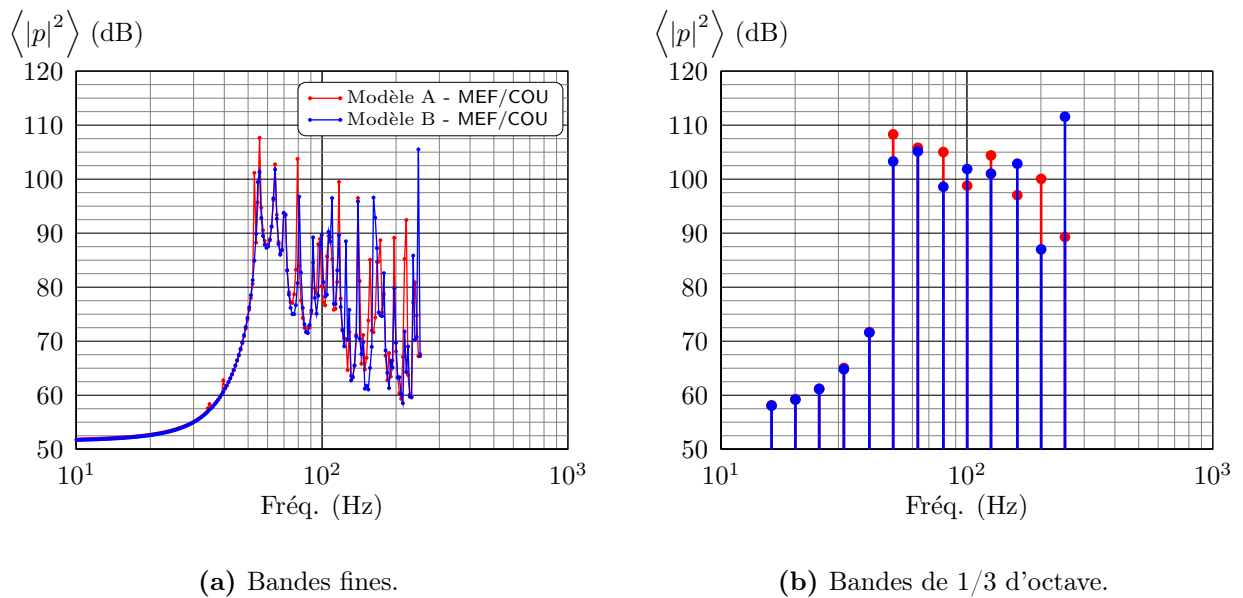 ⟨|p|²⟩ (dB)
120
110
100
90
80
70
60
50
10¹
10²
10³
Fréq. (Hz)
Modèle A - MEF/COU
Modèle B - MEF/COU
(a) Bandes fines.
⟨|p|²⟩ (dB)
120
110
100
90
80
70
60
50
10¹
10²
10³
Fréq. (Hz)
(b) Bandes de 1/3 d'octave.